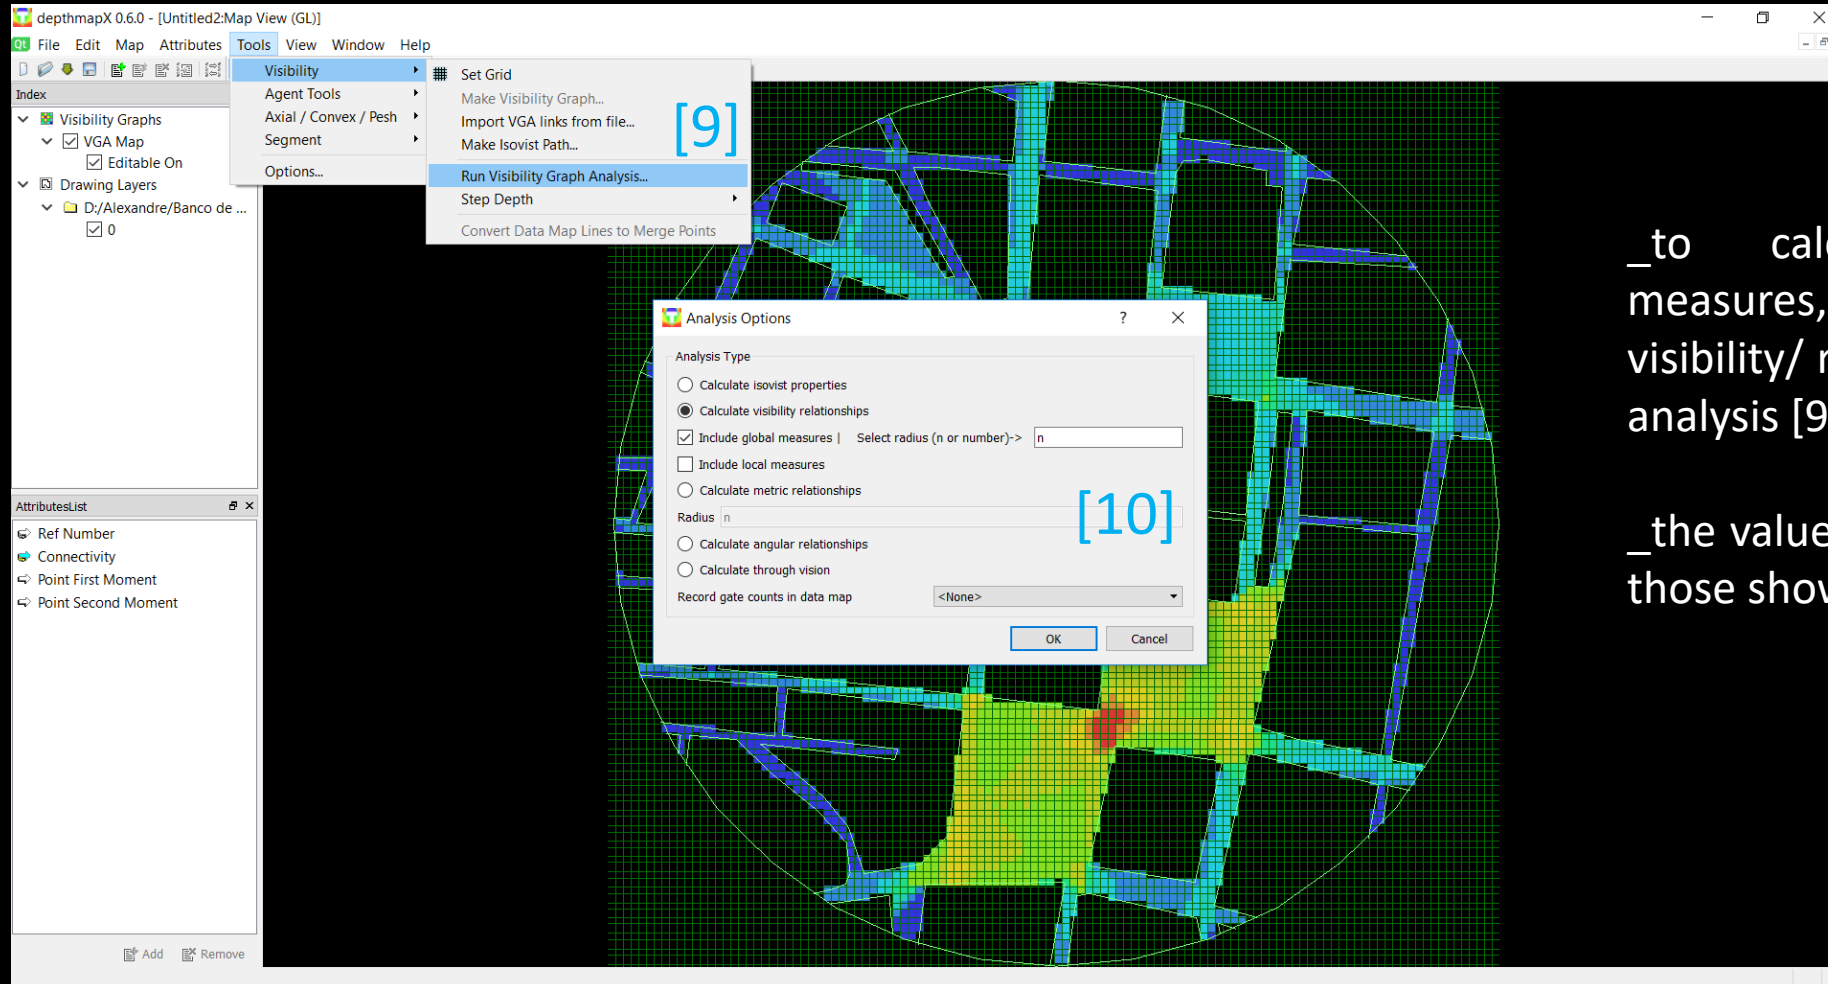 depthmapX 0.6.0 - [Untitled2:Map View (GL)]
Qt File Edit Map Attributes Tools View Window Help
Index
Visibility Graphs
VGA Map
Editable On
Drawing Layers
D:/Alexandre/Banco de ...
0
Visibility
Agent Tools
Axial / Convex / Pesh
Segment
Options...
Set Grid
Make Visibility Graph...
Import VGA links from file...
Make Isovist Path...
Run Visibility Graph Analysis...
Step Depth
Convert Data Map Lines to Merge Points
[9]
Analysis Options
Analysis Type
Calculate isovist properties
Calculate visibility relationships
Include global measures | Select radius (n or number)-> n
Include local measures
Calculate metric relationships
Radius n
Calculate angular relationships
Calculate through vision
Record gate counts in data map <None>
OK Cancel
[10]
AttributesList
Ref Number
Connectivity
Point First Moment
Point Second Moment
Add Remove
_to
measures,
visibility/
analysis [9
_the value
those